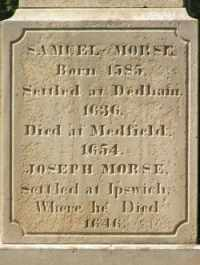 SAMUEL MORSE
Born 1585.
Settled at Dedham,
1636.
Died at Medfield,
1654.
JOSEPH MORSE,
settled at Ipswich,
Where he Died
1646.